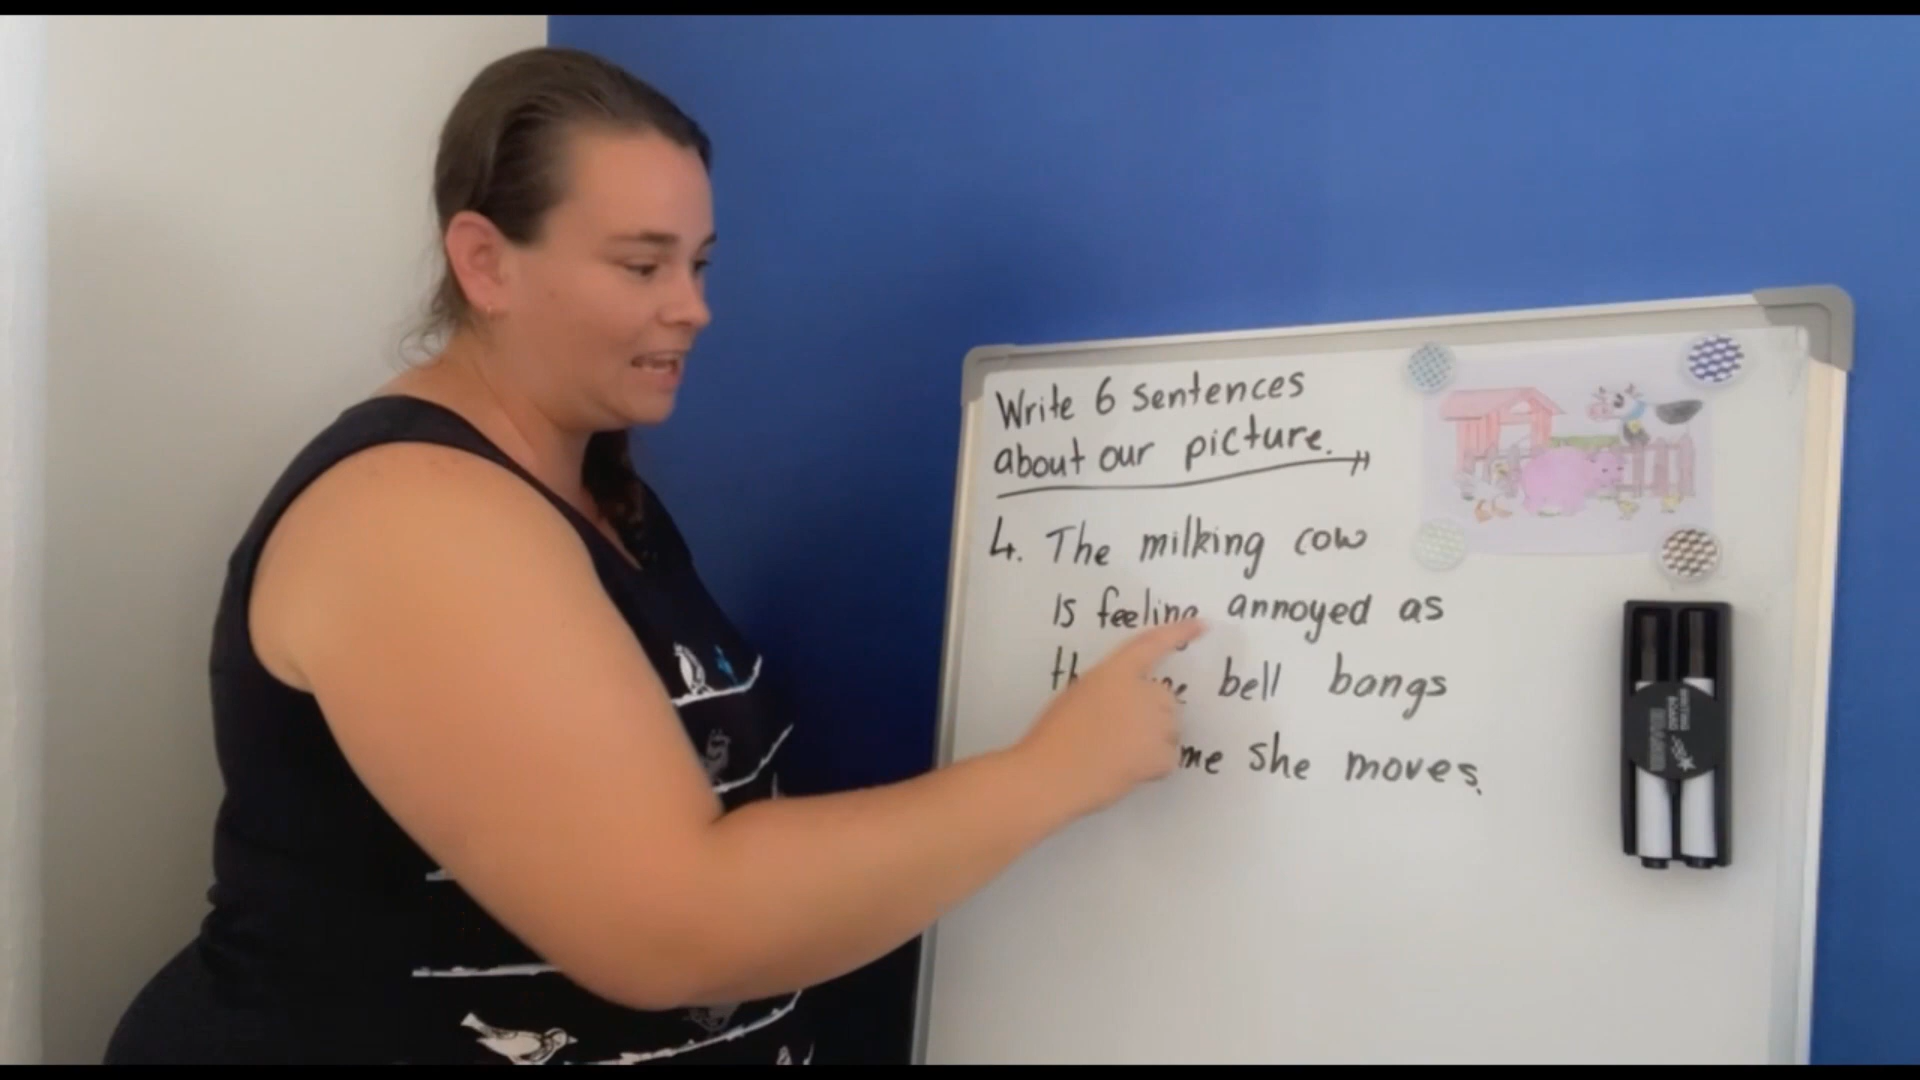 Write 6 sentences
about our picture.
4. The milking cow
is feeling annoyed as
bell bangs
she moves.